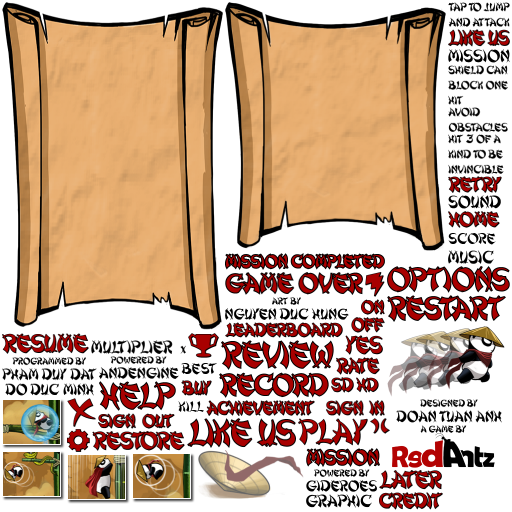 TAP TO JUMP
AND ATTACK
LIKE US
MISSION
SHIELD CAN
BLOCK ONE
HIT
AVOID
OBSTACLES
HIT 3 OF A
KIND TO BE
INVINCIBLE
RETRY
SOUND
HOME
SCORE
MUSIC
MISSION COMPLETED
GAME OVER
OPTIONS
ART BY
NGUYEN DUC HUNG
ON
RESTART
LEADERBOARD
OFF
RESUME
MULTIPLIER
x
REVIEW
YES
PROGRAMMED BY
POWERED BY
PHAM DUY DAT
ANDENGINE
BEST
RATE
DO DUC MINH
HELP
BUY
RECORD
SD HD
DESIGNED BY
SIGN OUT
KILL
ACHIEVEMENT
SIGN IN
DOAN TUAN ANH
A GAME BY
RESTORE
LIKE US
PLAY
MISSION
RedAntz
POWERED BY
GIDEROES
LATER
GRAPHIC
CREDIT